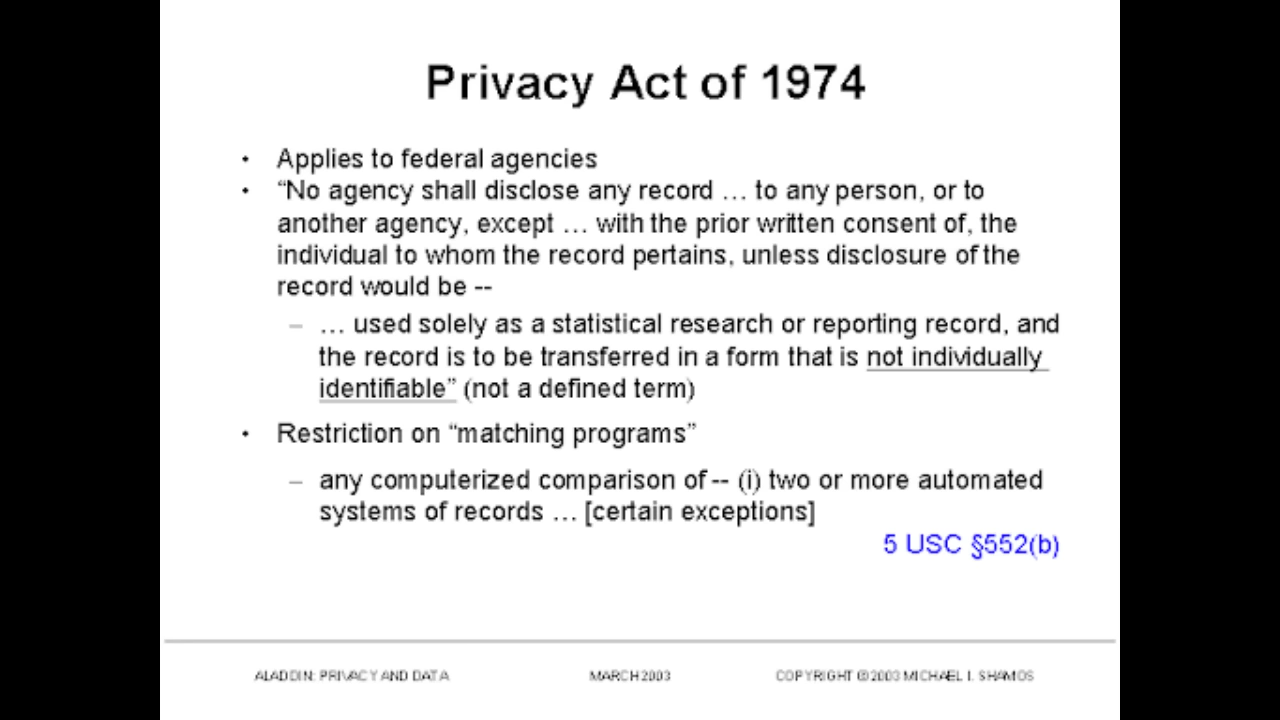 Privacy Act of 1974
• Applies to federal agencies
• “No agency shall disclose any record … to any person, or to
another agency, except … with the prior written consent of, the
individual to whom the record pertains, unless disclosure of the
record would be --
– … used solely as a statistical research or reporting record, and
the record is to be transferred in a form that is not individually
identifiable” (not a defined term)
• Restriction on “matching programs”
– any computerized comparison of -- (i) two or more automated
systems of records … [certain exceptions]
5 USC §552(b)
ALADDIN: PRIVACY AND DATA MARCH 2003 COPYRIGHT © 2003 MICHAEL I. SHAMOS